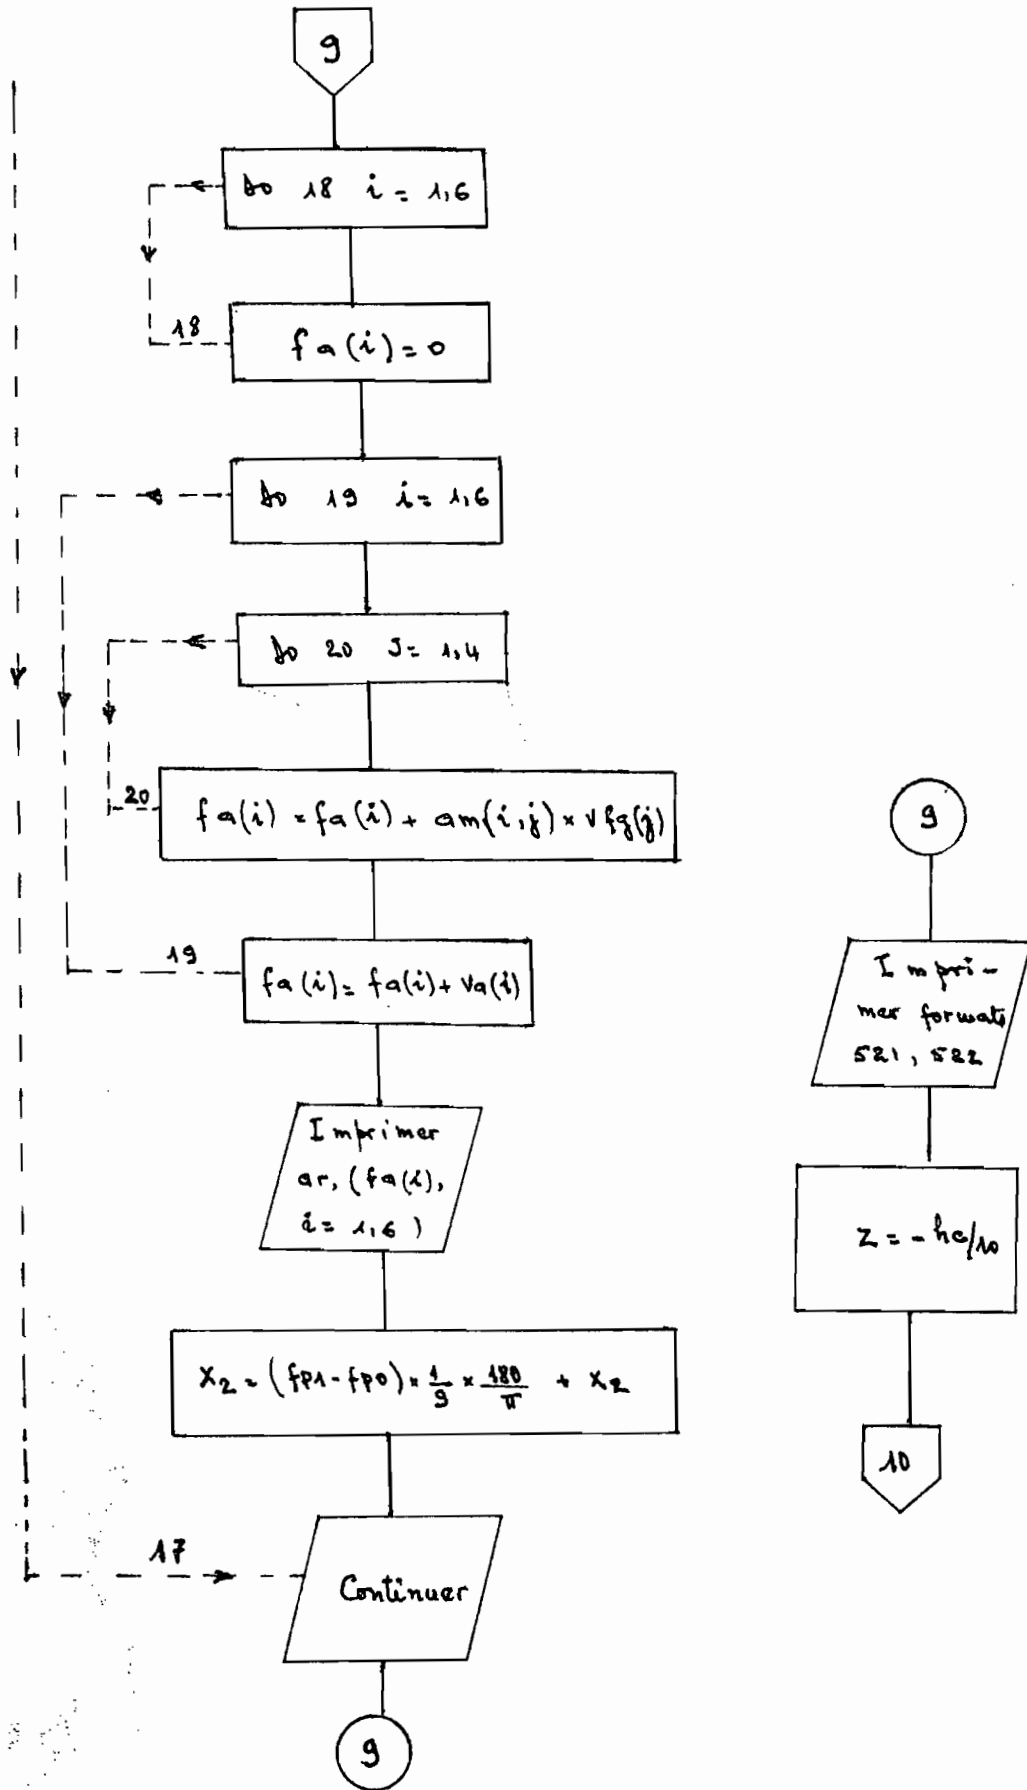 9
Do 18 i = 1,6
18
fa(i) = 0
Do 19 i = 1,6
Do 20 J = 1,4
20
fa(i) = fa(i) + am(i,j) × vfg(j)
19
fa(i) = fa(i) + va(i)
Imprimer
ar, (fa(i),
i = 1,6 )
X₂ = (fp1 - fp0) × 1/9 × 180/π + X₂
17
Continuer
9
9
Impri-
mer formats
521, 522
Z = - hc/10
10